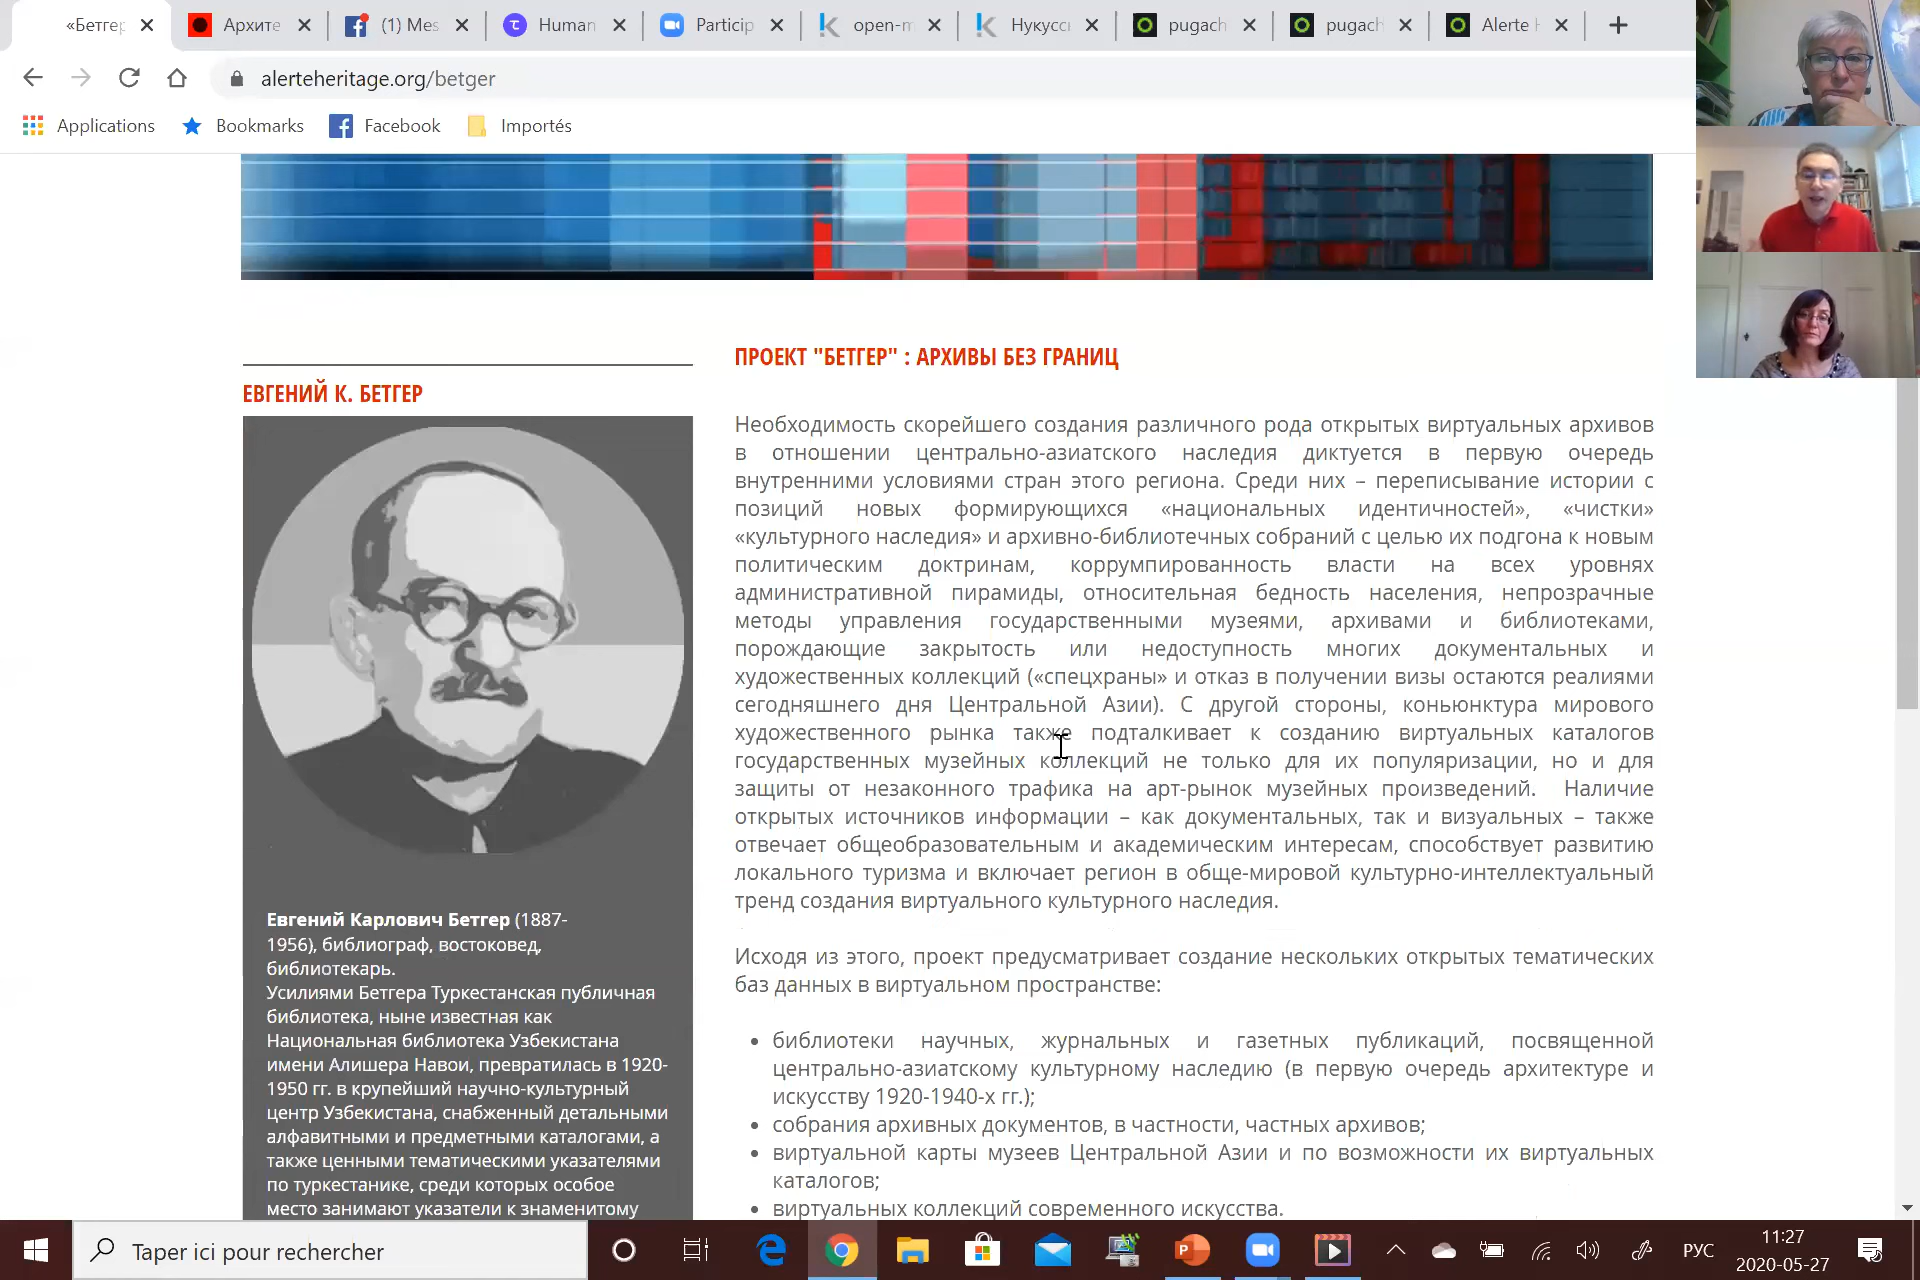 «Бетгер
Архите
(1) Mes
Human
Particip
open-m
Нукусс
pugach
pugach
Alerte H
alerteheritage.org/betger
Applications
Bookmarks
Facebook
Importés
ЕВГЕНИЙ К. БЕТГЕР
Евгений Карлович Бетгер (1887-
1956), библиограф, востоковед,
библиотекарь.
Усилиями Бетгера Туркестанская публичная
библиотека, ныне известная как
Национальная библиотека Узбекистана
имени Алишера Навои, превратилась в 1920-
1950 гг. в крупейший научно-культурный
центр Узбекистана, снабженный детальными
алфавитными и предметными каталогами, а
также ценными тематическими указателями
по туркестанике, среди которых особое
место занимают указатели к знаменитому
ПРОЕКТ "БЕТГЕР" : АРХИВЫ БЕЗ ГРАНИЦ
Необходимость скорейшего создания различного рода открытых виртуальных архивов
в отношении центрально-азиатского наследия диктуется в первую очередь
внутренними условиями стран этого региона. Среди них – переписывание истории с
позиций новых формирующихся «национальных идентичностей», «чистки»
«культурного наследия» и архивно-библиотечных собраний с целью их подгона к новым
политическим доктринам, коррумпированность власти на всех уровнях
административной пирамиды, относительная бедность населения, непрозрачные
методы управления государственными музеями, архивами и библиотеками,
порождающие закрытость или недоступность многих документальных и
художественных коллекций («спецхраны» и отказ в получении визы остаются реалиями
сегодняшнего дня Центральной Азии). С другой стороны, коньюнктура мирового
художественного рынка также подталкивает к созданию виртуальных каталогов
государственных музейных коллекций не только для их популяризации, но и для
защиты от незаконного трафика на арт-рынок музейных произведений. Наличие
открытых источников информации – как документальных, так и визуальных – также
отвечает общеобразовательным и академическим интересам, способствует развитию
локального туризма и включает регион в обще-мировой культурно-интеллектуальный
тренд создания виртуального культурного наследия.
Исходя из этого, проект предусматривает создание нескольких открытых тематических
баз данных в виртуальном пространстве:
• библиотеки научных, журнальных и газетных публикаций, посвященной
центрально-азиатскому культурному наследию (в первую очередь архитектуре и
искусству 1920-1940-х гг.);
• собрания архивных документов, в частности, частных архивов;
• виртуальной карты музеев Центральной Азии и по возможности их виртуальных
каталогов;
• виртуальных коллекций современного искусства.
Taper ici pour rechercher
РУС
11:27
2020-05-27